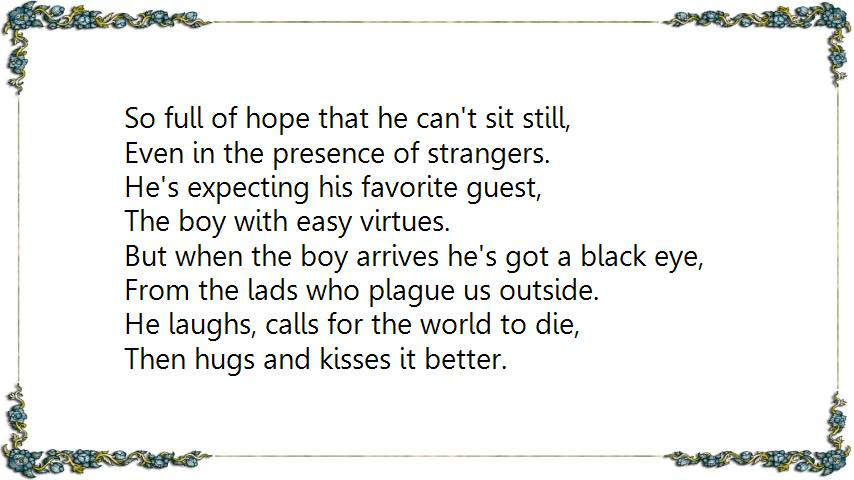 So full of hope that he can't sit still,
Even in the presence of strangers.
He's expecting his favorite guest,
The boy with easy virtues.
But when the boy arrives he's got a black eye,
From the lads who plague us outside.
He laughs, calls for the world to die,
Then hugs and kisses it better.